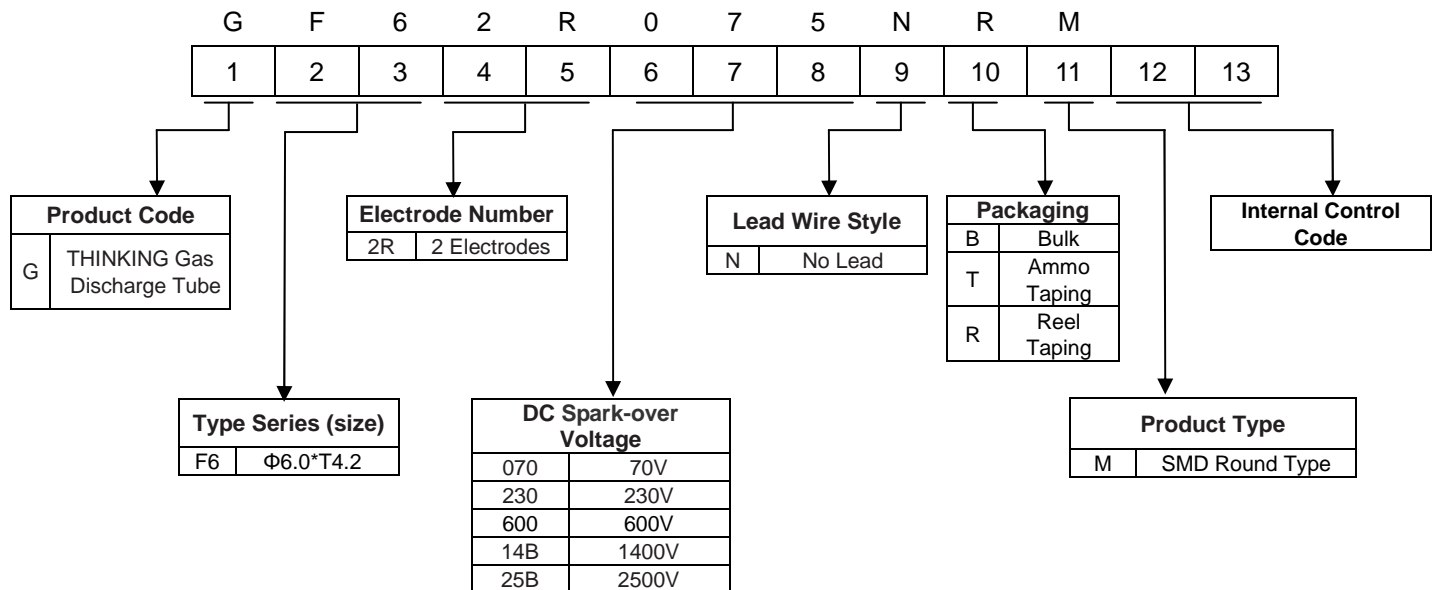 G F 6 2 R 0 7 5 N R M
1 2 3 4 5 6 7 8 9 10 11 12 13
Product Code
G THINKING Gas
Discharge Tube
Electrode Number
2R 2 Electrodes
Lead Wire Style
N No Lead
Packaging
B Bulk
T Ammo
Taping
R Reel
Taping
Internal Control
Code
Type Series (size)
F6 Φ6.0*T4.2
DC Spark-over
Voltage
070 70V
230 230V
600 600V
14B 1400V
25B 2500V
Product Type
M SMD Round Type